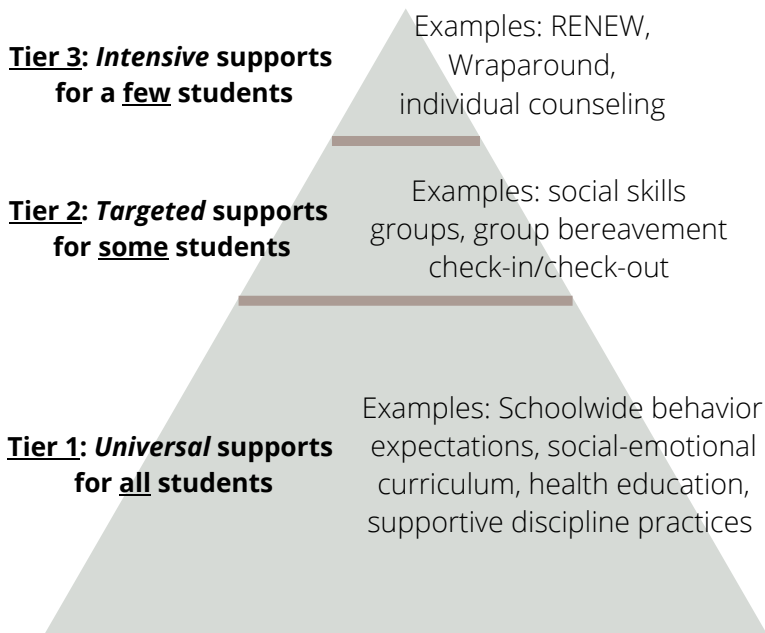 Tier 3: Intensive supports
for a few students
Examples: RENEW,
Wraparound,
individual counseling
Tier 2: Targeted supports
for some students
Examples: social skills
groups, group bereavement
check-in/check-out
Tier 1: Universal supports
for all students
Examples: Schoolwide behavior
expectations, social-emotional
curriculum, health education,
supportive discipline practices